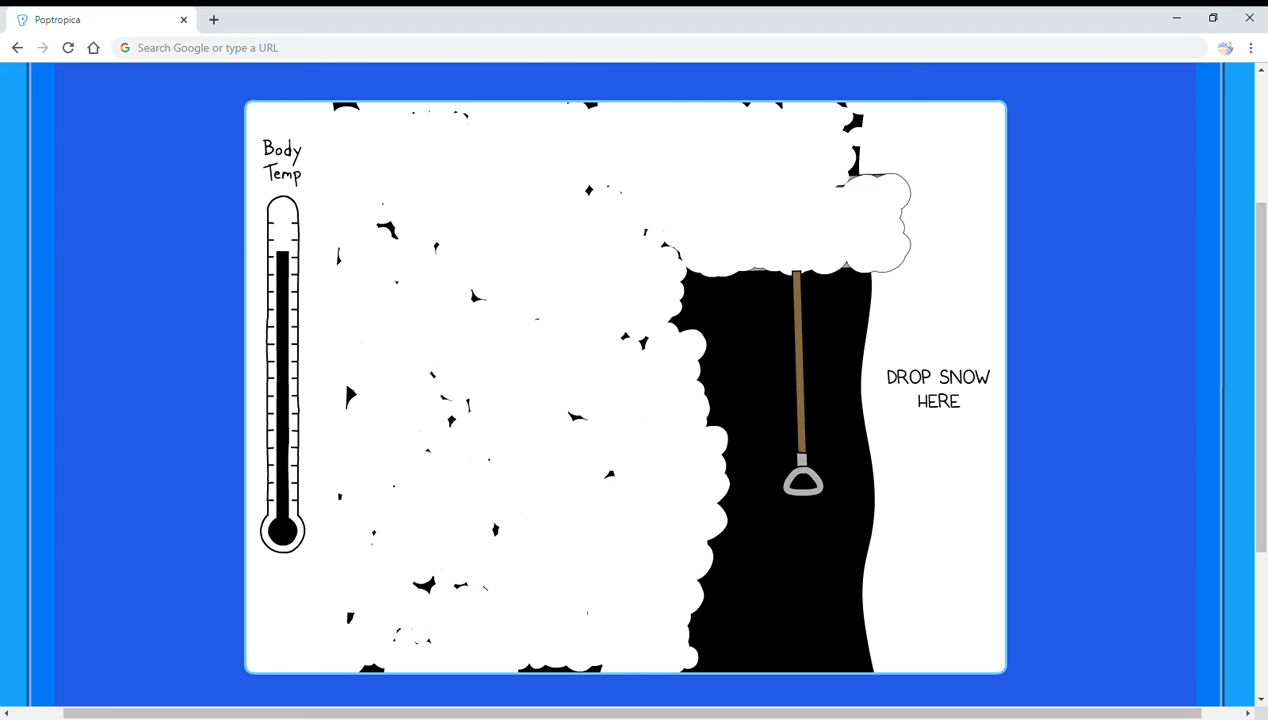 Poptropica
Search Google or type a URL
Body
Temp
DROP SNOW
HERE